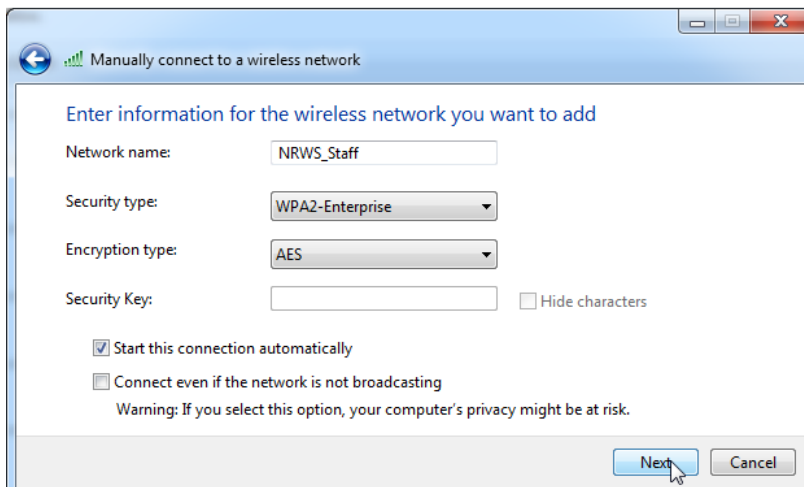 Manually connect to a wireless network
Enter information for the wireless network you want to add
Network name: NRWS_Staff
Security type: WPA2-Enterprise
Encryption type: AES
Security Key: Hide characters
Start this connection automatically
Connect even if the network is not broadcasting
Warning: If you select this option, your computer's privacy might be at risk.
Next Cancel